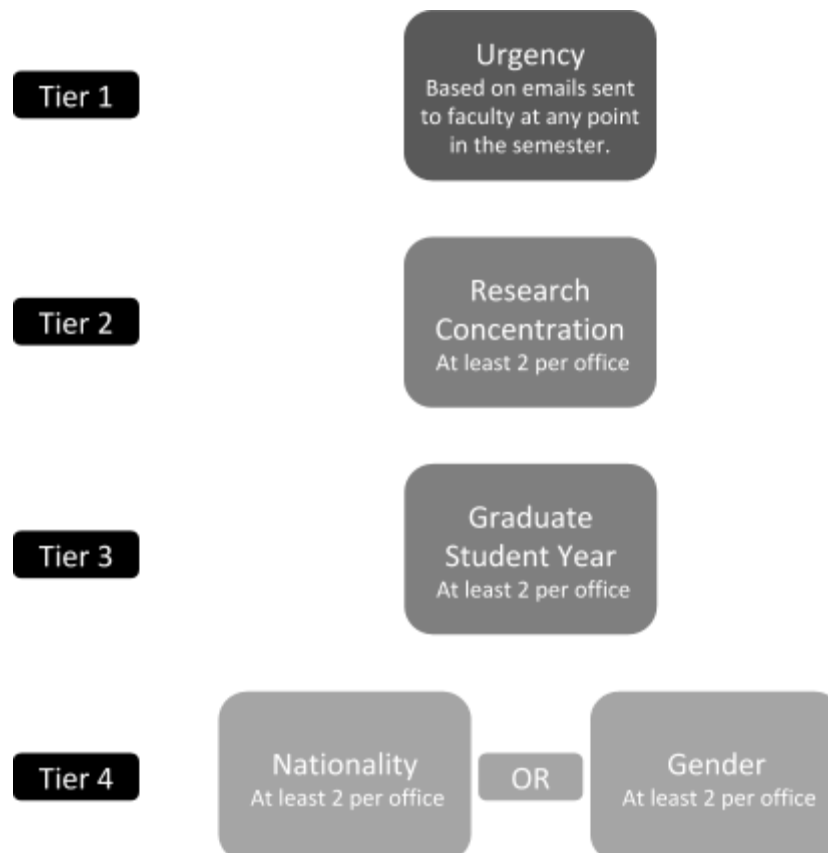 Tier 1
Urgency
Based on emails sent
to faculty at any point
in the semester.
Tier 2
Research
Concentration
At least 2 per office
Tier 3
Graduate
Student Year
At least 2 per office
Tier 4
Nationality
At least 2 per office
OR
Gender
At least 2 per office